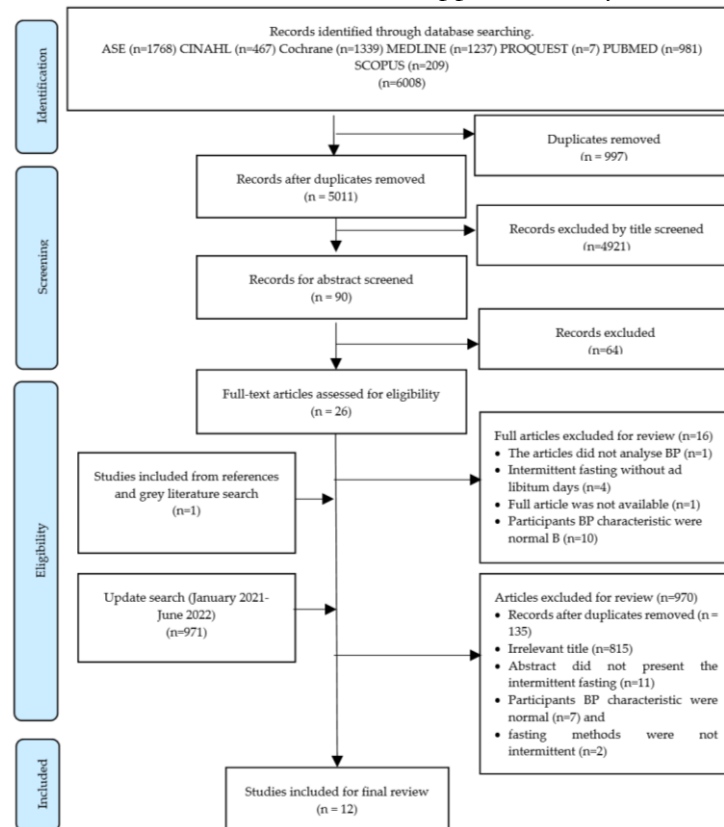 Identification
Records identified through database searching.
ASE (n=1768) CINAHL (n=467) Cochrane (n=1339) MEDLINE (n=1237) PROQUEST (n=7) PUBMED (n=981)
SCOPUS (n=209)
(n=6008)
Duplicates removed
(n = 997)
Screening
Records after duplicates removed
(n = 5011)
Records excluded by title screened
(n=4921)
Records for abstract screened
(n = 90)
Records excluded
(n=64)
Eligibility
Full-text articles assessed for eligibility
(n = 26)
Full articles excluded for review (n=16)
• The articles did not analyse BP (n=1)
• Intermittent fasting without ad
libitum days (n=4)
• Full article was not available (n=1)
• Participants BP characteristic were
normal B (n=10)
Studies included from references
and grey literature search
(n=1)
Update search (January 2021-
June 2022)
(n=971)
Articles excluded for review (n=970)
• Records after duplicates removed (n =
135)
• Irrelevant title (n=815)
• Abstract did not present the
intermittent fasting (n=11)
• Participants BP characteristic were
normal (n=7) and
• fasting methods were not
intermittent (n=2)
Included
Studies included for final review
(n = 12)